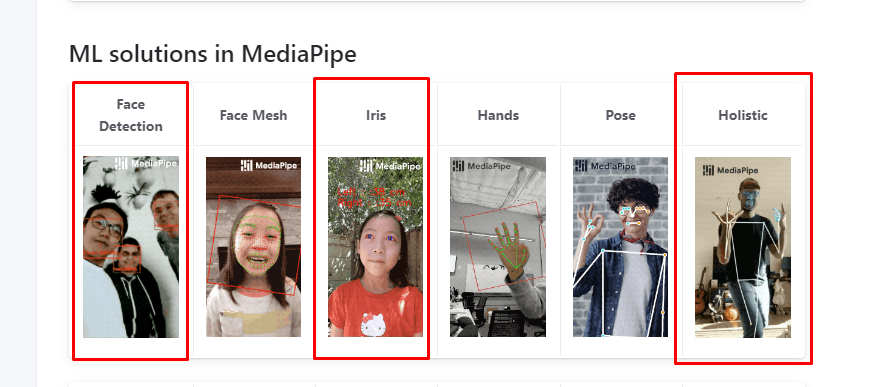 ML solutions in MediaPipe
Face
Detection
Face Mesh
Iris
Hands
Pose
Holistic
MediaPipe
MediaPipe
MediaPipe
MediaPipe
MediaPipe
MediaPipe